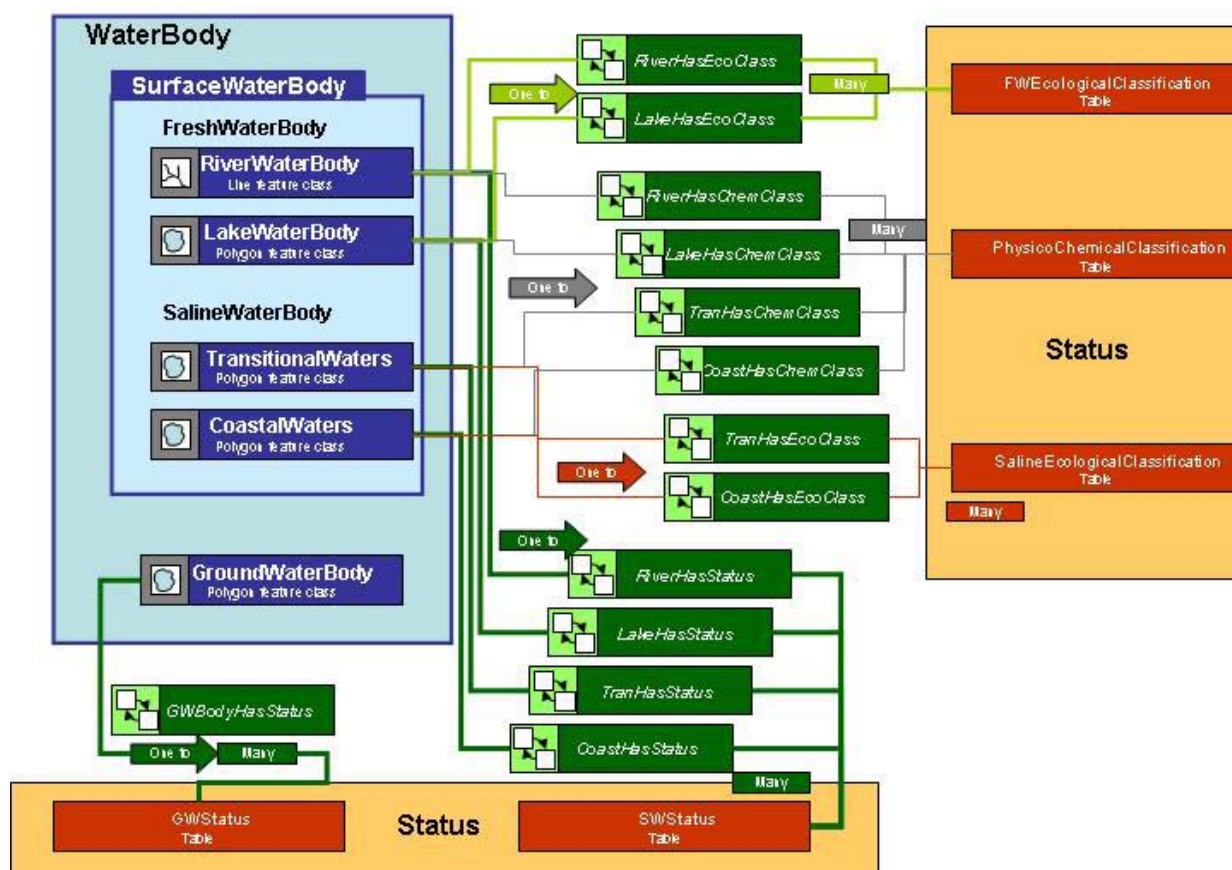 WaterBody
SurfaceWaterBody
FreshWaterBody
RiverWaterBody
Line feature class
LakeWaterBody
Polygon feature class
SalineWaterBody
TransitionalWaters
Polygon feature class
CoastalWaters
Polygon feature class
GroundWaterBody
Polygon feature class
RiverHasEcoClass
One to
Many
LakeHasEcoClass
RiverHasChemClass
Many
LakeHasChemClass
One to
TranHasChemClass
CoastHasChemClass
TranHasEcoClass
One to
CoastHasEcoClass
One to
RiverHasStatus
LakeHasStatus
TranHasStatus
CoastHasStatus
Many
FWEcologicalClassification
Table
PhysicoChemicalClassification
Table
Status
SalineEcologicalClassification
Table
Many
GWBodyHasStatus
One to
Many
GWStatus
Table
Status
SWStatus
Table